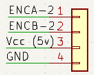 ENCA-2 1
ENCB-2 2
Vcc (5v) 3
GND 4